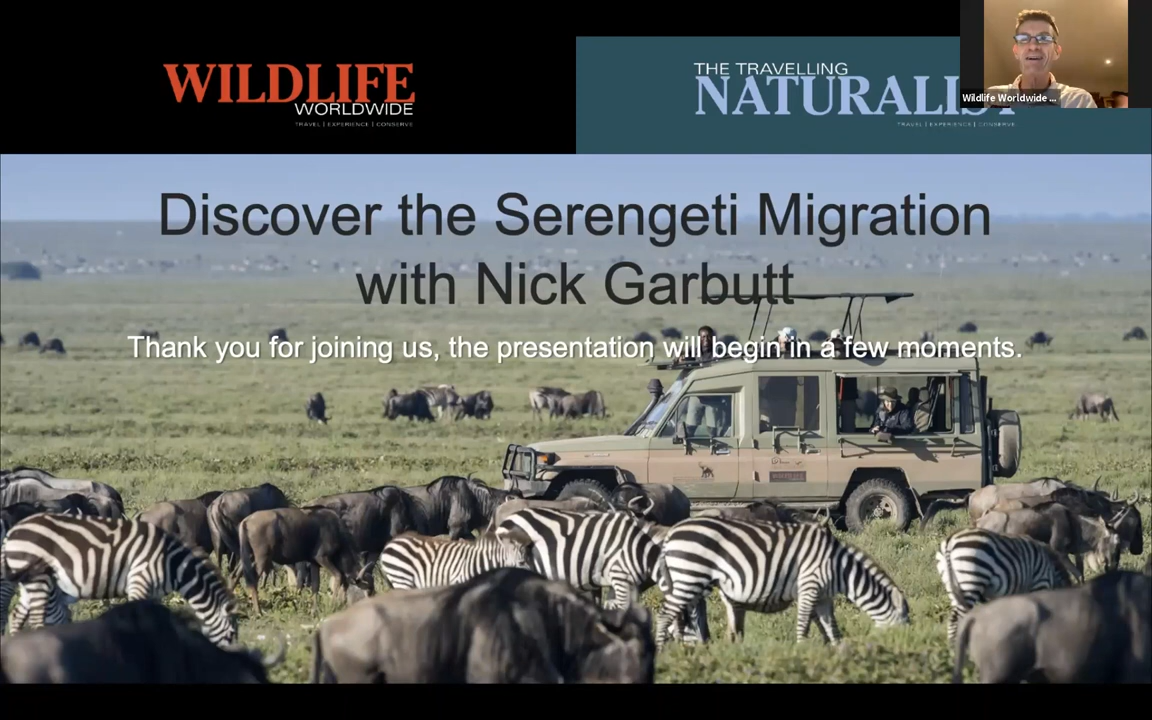 WILDLIFE
WORLDWIDE
TRAVEL | EXPERIENCE | CONSERVE
THE TRAVELLING
NATURALIST
TRAVEL | EXPERIENCE | CONSERVE
Wildlife Worldwide ...
Discover the Serengeti Migration
with Nick Garbutt
Thank you for joining us, the presentation will begin in a few moments.